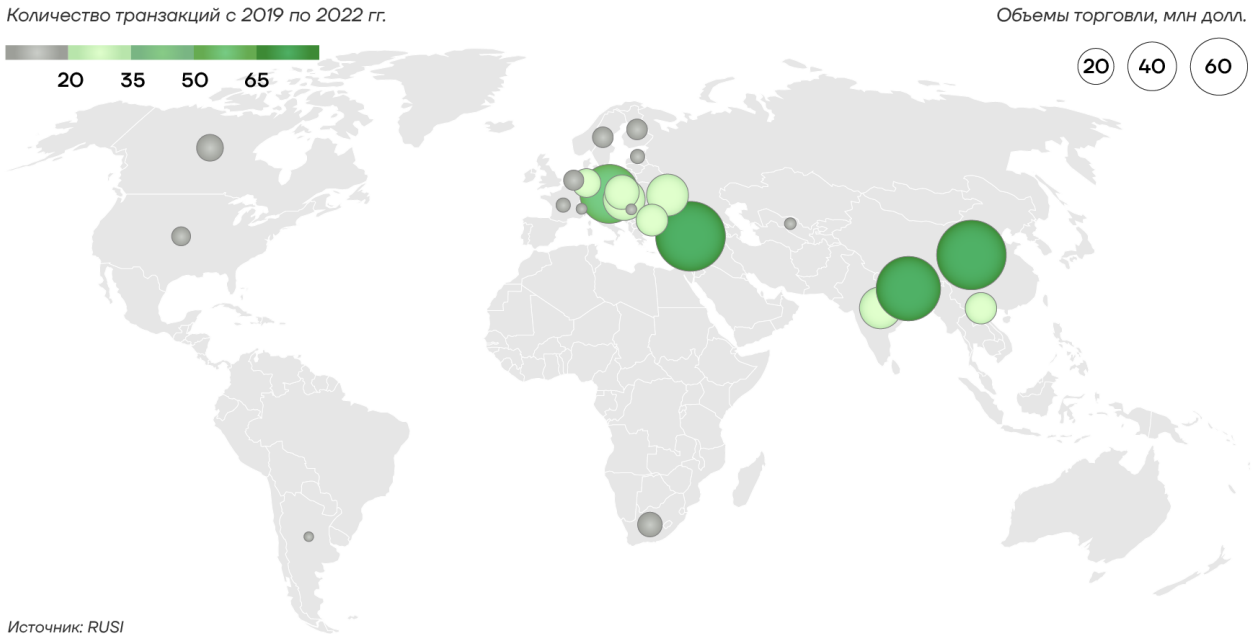 Количество транзакций с 2019 по 2022 гг.
20 35 50 65
Объемы торговли, млн долл.
20 40 60
Источник: RUSI